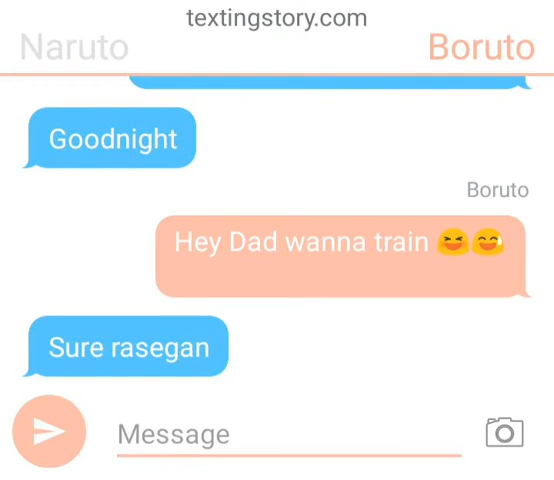 textingstory.com
Naruto
Boruto
Goodnight
Boruto
Hey Dad wanna train 😆😅
Sure rasegan
Message